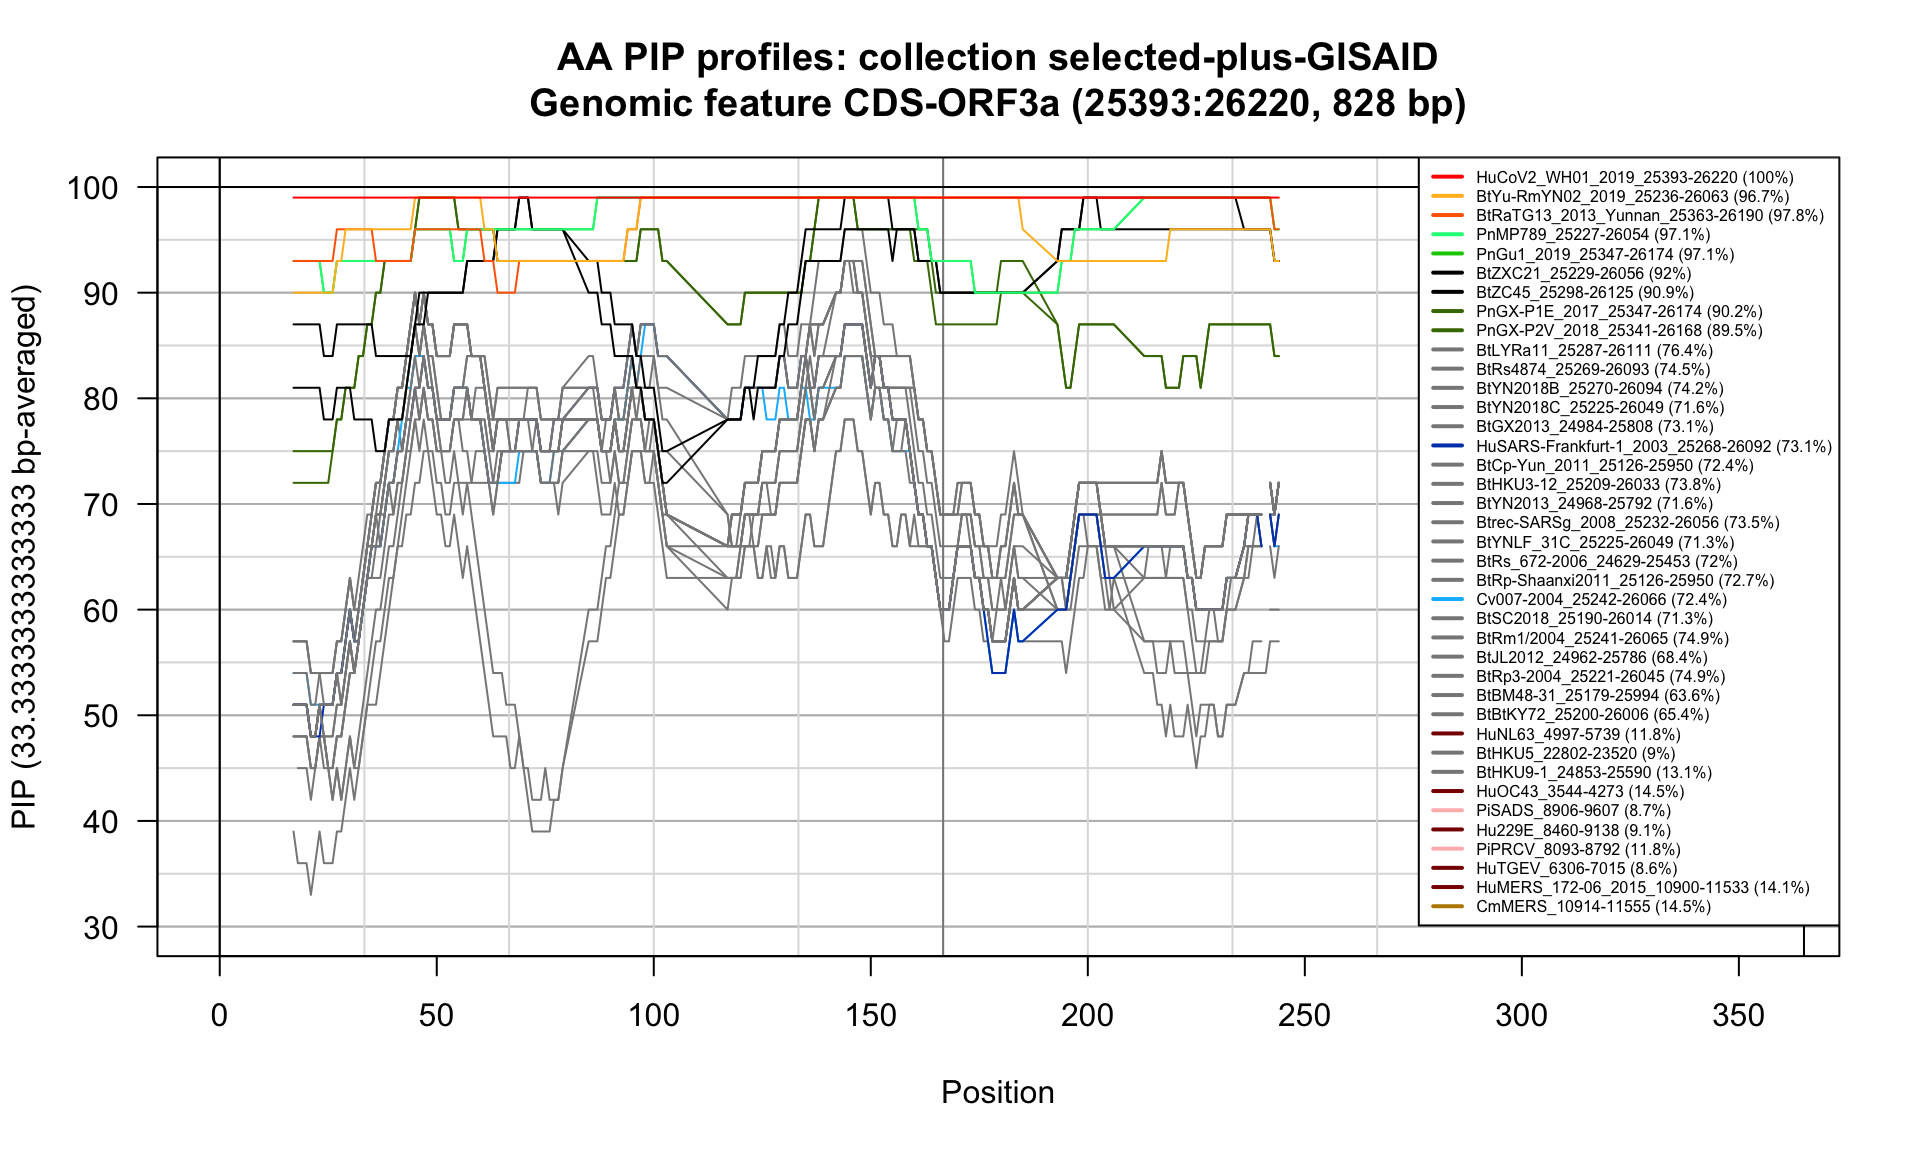 AA PIP profiles: collection selected-plus-GISAID
Genomic feature CDS-ORF3a (25393:26220, 828 bp)
PIP (33.3333333333333 bp-averaged)
100
90
80
70
60
50
40
30
0
50
100
150
200
250
300
350
Position
HuCoV2_WH01_2019_25393-26220 (100%)
BtYu-RmYN02_2019_25236-26063 (96.7%)
BtRaTG13_2013_Yunnan_25363-26190 (97.8%)
PnMP789_25227-26054 (97.1%)
PnGu1_2019_25347-26174 (97.1%)
BtZXC21_25229-26056 (92%)
BtZC45_25298-26125 (90.9%)
PnGX-P1E_2017_25347-26174 (90.2%)
PnGX-P2V_2018_25341-26168 (89.5%)
BtLYRa11_25287-26111 (76.4%)
BtRs4874_25269-26093 (74.5%)
BtYN2018B_25270-26094 (74.2%)
BtYN2018C_25225-26049 (71.6%)
BtGX2013_24984-25808 (73.1%)
HuSARS-Frankfurt-1_2003_25268-26092 (73.1%)
BtCp-Yun_2011_25126-25950 (72.4%)
BtHKU3-12_25209-26033 (73.8%)
BtYN2013_24968-25792 (71.6%)
Btrec-SARSg_2008_25232-26056 (73.5%)
BtYNLF_31C_25225-26049 (71.3%)
BtRs_672-2006_24629-25453 (72%)
BtRp-Shaanxi2011_25126-25950 (72.7%)
Cv007-2004_25242-26066 (72.4%)
BtSC2018_25190-26014 (71.3%)
BtRm1/2004_25241-26065 (74.9%)
BtJL2012_24962-25786 (68.4%)
BtRp3-2004_25221-26045 (74.9%)
BtBM48-31_25179-25994 (63.6%)
BtBtKY72_25200-26006 (65.4%)
HuNL63_4997-5739 (11.8%)
BtHKU5_22802-23520 (9%)
BtHKU9-1_24853-25590 (13.1%)
HuOC43_3544-4273 (14.5%)
PiSADS_8906-9607 (8.7%)
Hu229E_8460-9138 (9.1%)
PiPRCV_8093-8792 (11.8%)
HuTGEV_6306-7015 (8.6%)
HuMERS_172-06_2015_10900-11533 (14.1%)
CmMERS_10914-11555 (14.5%)